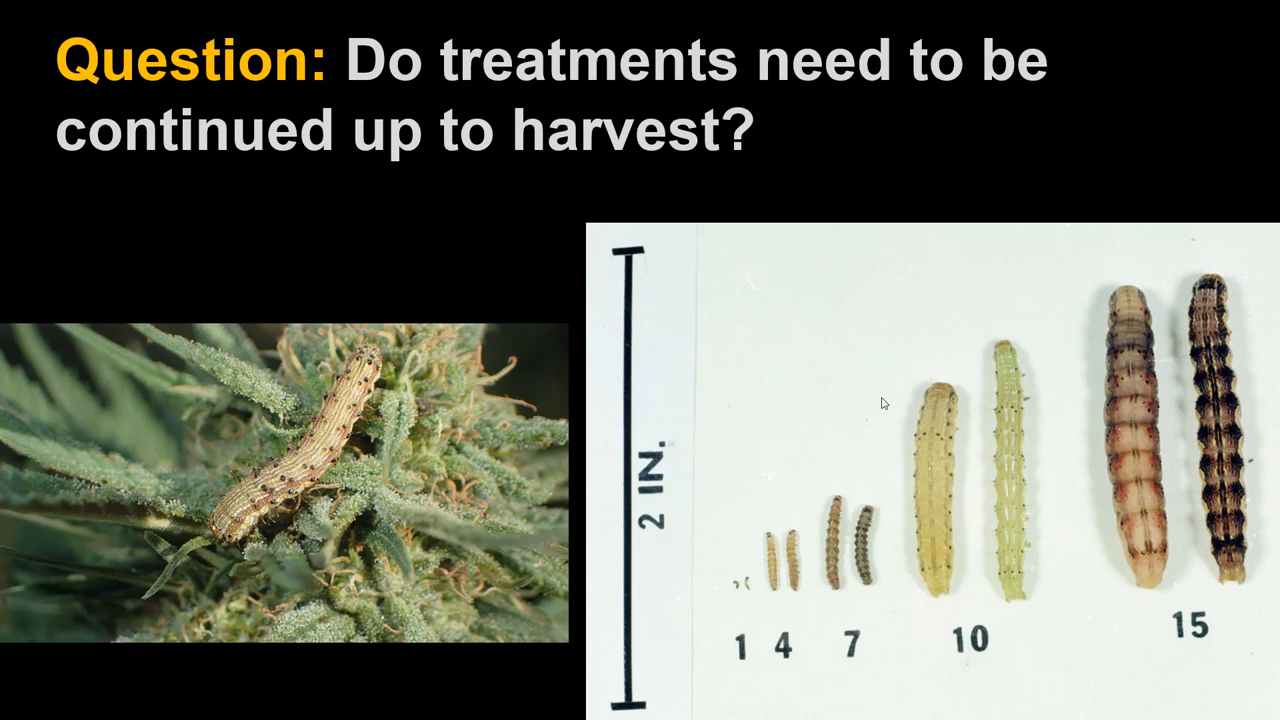 Question: Do treatments need to be
continued up to harvest?
2 IN.
1 4 7 10 15